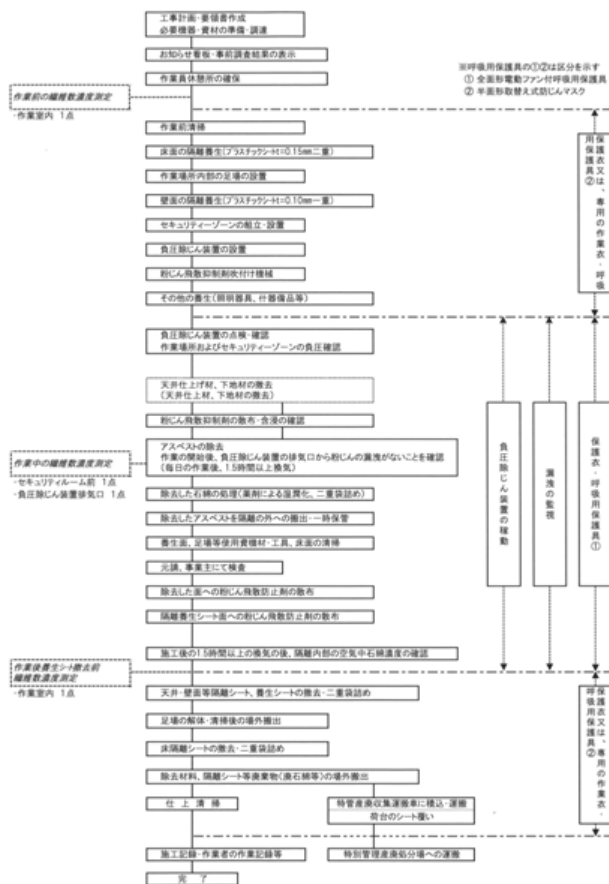 工事計画・要領書作成
必要機器・資材の準備・調達
お知らせ看板・事前調査結果の表示
作業員休憩所の確保
※呼吸用保護具の①②は区分を示す
① 全面形電動ファン付呼吸用保護具
② 半面形取替え式防じんマスク
作業前の繊維数濃度測定
・作業室内 1点
作業前清掃
床面の隔離養生(プラスチックシートt=0.15mm二重)
作業場所内部の足場の設置
壁面の隔離養生(プラスチックシートt=0.10mm一重)
セキュリティーゾーンの組立・設置
負圧除じん装置の設置
粉じん飛散抑制剤吹付け機械
その他の養生(照明器具、什器備品等)
保護衣又は、専用の作業衣・呼吸
用保護具②
負圧除じん装置の点検・確認
作業場所およびセキュリティーゾーンの負圧確認
天井仕上げ材、下地材の撤去
(天井仕上材、下地材の撤去)
粉じん飛散抑制剤の散布・含浸の確認
アスベストの除去
作業の開始後、負圧除じん装置の排気口から粉じんの漏洩がないことを確認
(毎日の作業後、1.5時間以上換気)
作業中の繊維数濃度測定
・セキュリティルーム前 1点
・負圧除じん装置排気口 1点
除去した石綿の処理(薬剤による湿潤化、二重袋詰め)
除去したアスベストを隔離の外への搬出・一時保管
養生面、足場等使用資機材・工具、床面の清掃
元請、事業主にて検査
除去した面への粉じん飛散防止剤の散布
隔離養生シート面への粉じん飛散防止剤の散布
施工後の1.5時間以上の換気の後、隔離内部の空気中石綿濃度の確認
負圧除じん装置の稼動
漏洩の監視
保護衣・呼吸用保護具①
作業後養生シート撤去前
繊維数濃度測定
・作業室内 1点
天井・壁面等隔離シート、養生シートの撤去・二重袋詰め
足場の解体・清掃後の場外搬出
床隔離シートの撤去・二重袋詰め
除去材料、隔離シート等廃棄物(廃石綿等)の場外搬出
仕上清掃
特管産廃収集運搬車に積込・運搬
荷台のシート覆い
保護衣又は、専用の作業衣・
呼吸用保護具②
施工記録・作業者の作業記録等
特別管理産廃処分場への運搬
完了